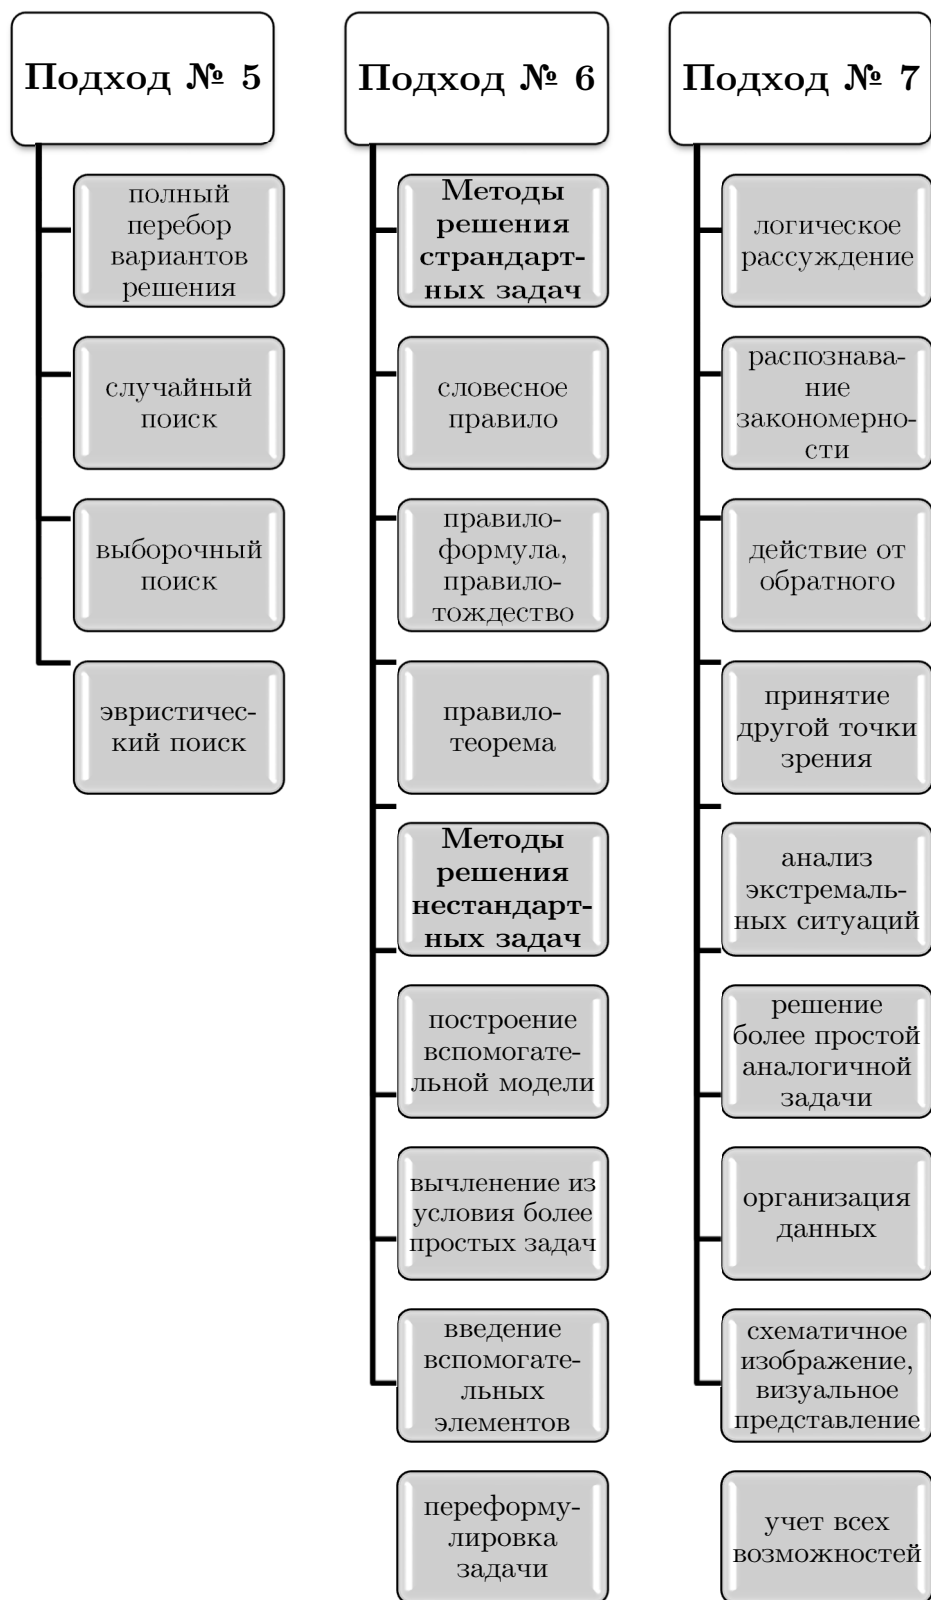 Подход № 5
полный
перебор
вариантов
решения
случайный
поиск
выборочный
поиск
эвристичес-
кий поиск
Подход № 6
Методы
решения
страндарт-
ных задач
словесное
правило
правило-
формула,
правило-
тождество
правило-
теорема
Методы
решения
нестандарт-
ных задач
построение
вспомогате-
льной модели
вычленение из
условия более
простых задач
введение
вспомогате-
льных
элементов
переформу-
лировка
задачи
Подход № 7
логическое
рассуждение
распознава-
ние
закономерно-
сти
действие от
обратного
принятие
другой точки
зрения
анализ
экстремаль-
ных ситуаций
решение
более простой
аналогичной
задачи
организация
данных
схематичное
изображение,
визуальное
представление
учет всех
возможностей